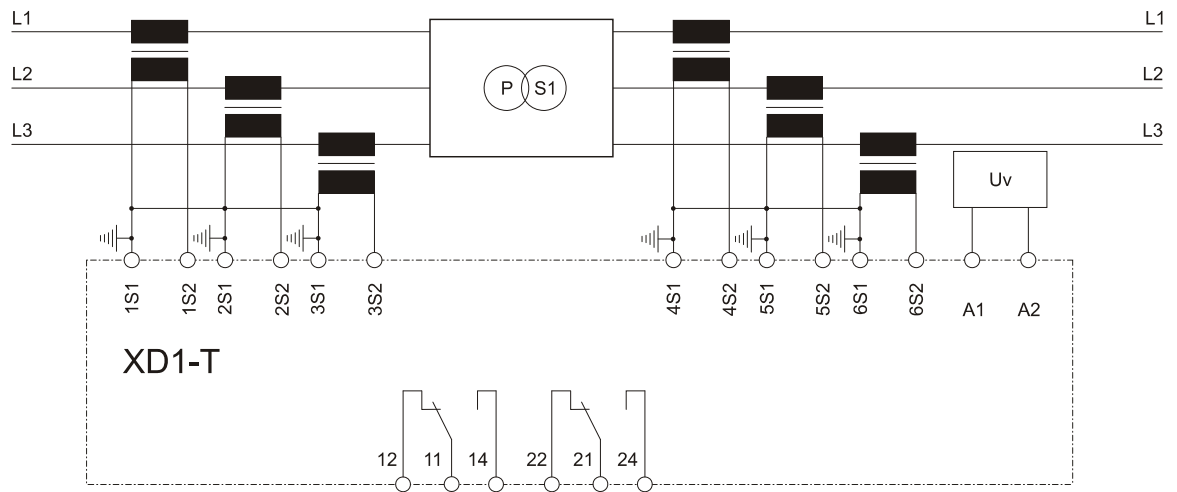 L1 L1
L2 L2
L3 L3
P S1
Uv
1S1 1S2 2S1 2S2 3S1 3S2 4S1 4S2 5S1 5S2 6S1 6S2 A1 A2
XD1-T
12 11 14 22 21 24